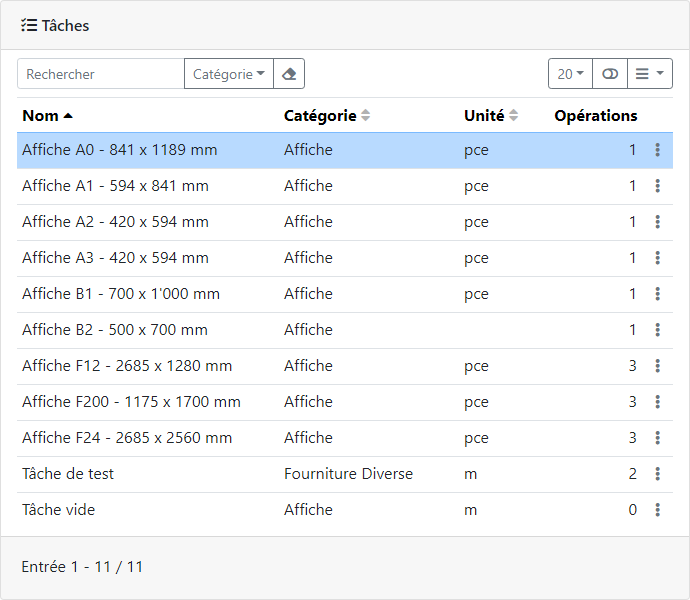 Tâches
Rechercher Catégorie 20
Nom Catégorie Unité Opérations
Affiche A0 - 841 x 1189 mm Affiche pce 1
Affiche A1 - 594 x 841 mm Affiche pce 1
Affiche A2 - 420 x 594 mm Affiche pce 1
Affiche A3 - 420 x 594 mm Affiche pce 1
Affiche B1 - 700 x 1'000 mm Affiche pce 1
Affiche B2 - 500 x 700 mm Affiche 1
Affiche F12 - 2685 x 1280 mm Affiche pce 3
Affiche F200 - 1175 x 1700 mm Affiche pce 3
Affiche F24 - 2685 x 2560 mm Affiche pce 3
Tâche de test Fourniture Diverse m 2
Tâche vide Affiche m 0
Entrée 1 - 11 / 11